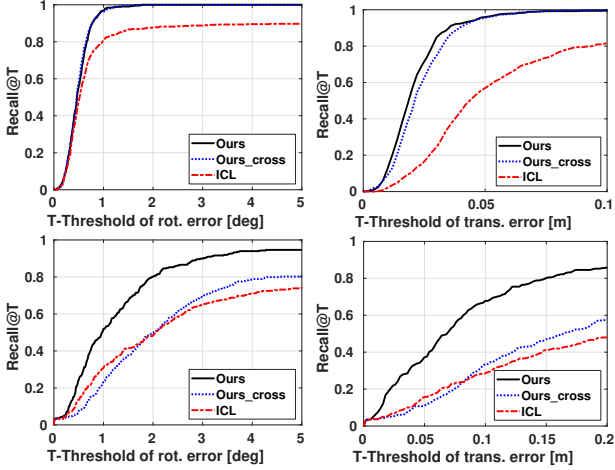 Recall@T
1
0.8
0.6
0.4
0.2
0
Ours
Ours_cross
ICL
0 1 2 3 4 5
T-Threshold of rot. error [deg]
Recall@T
1
0.8
0.6
0.4
0.2
0
Ours
Ours_cross
ICL
0 0.05 0.1
T-Threshold of trans. error [m]
Recall@T
1
0.8
0.6
0.4
0.2
0
Ours
Ours_cross
ICL
0 1 2 3 4 5
T-Threshold of rot. error [deg]
Recall@T
1
0.8
0.6
0.4
0.2
0
Ours
Ours_cross
ICL
0 0.05 0.1 0.15 0.2
T-Threshold of trans. error [m]